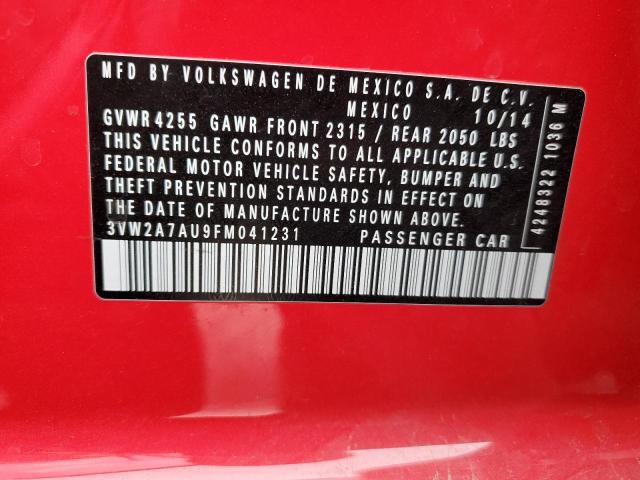 MFD BY VOLKSWAGEN DE MEXICO S.A. DE C.V.
MEXICO 10/14
GVWR 4255 GAWR FRONT 2315 / REAR 2050 LBS
THIS VEHICLE CONFORMS TO ALL APPLICABLE U.S.
FEDERAL MOTOR VEHICLE SAFETY, BUMPER AND
THEFT PREVENTION STANDARDS IN EFFECT ON
THE DATE OF MANUFACTURE SHOWN ABOVE.
3VW2A7AU9FM041231 PASSENGER CAR
4248322 1036 M